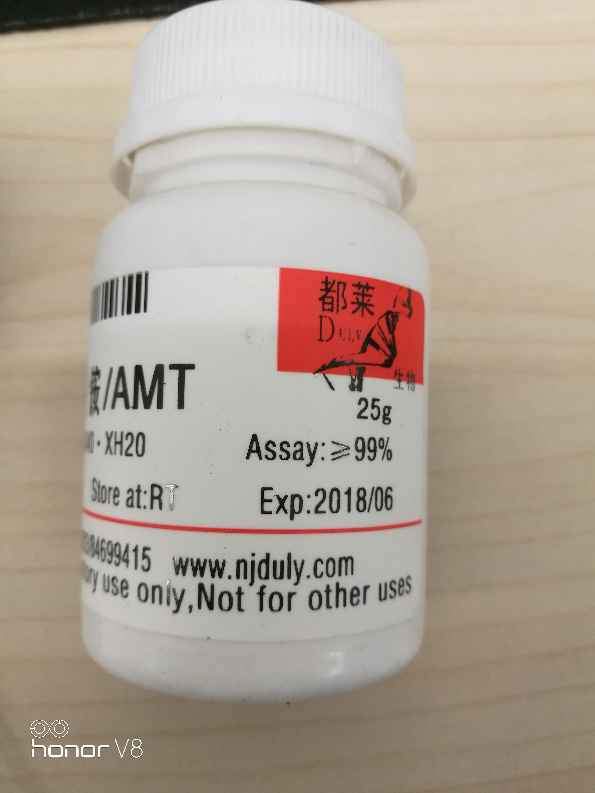 都莱
DULY
生物
铵/AMT
25g
·XH20
Assay:≥99%
Store at:RT
Exp:2018/06
84699415 www.njduly.com
use only,Not for other uses
honor V8